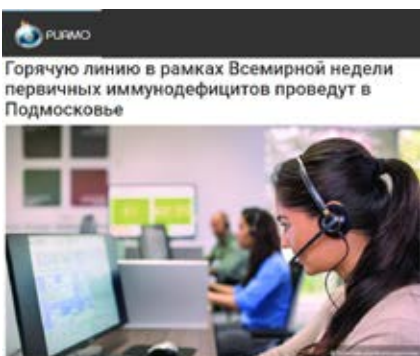 РИАМО
Горячую линию в рамках Всемирной недели
первичных иммунодефицитов проведут в
Подмосковье